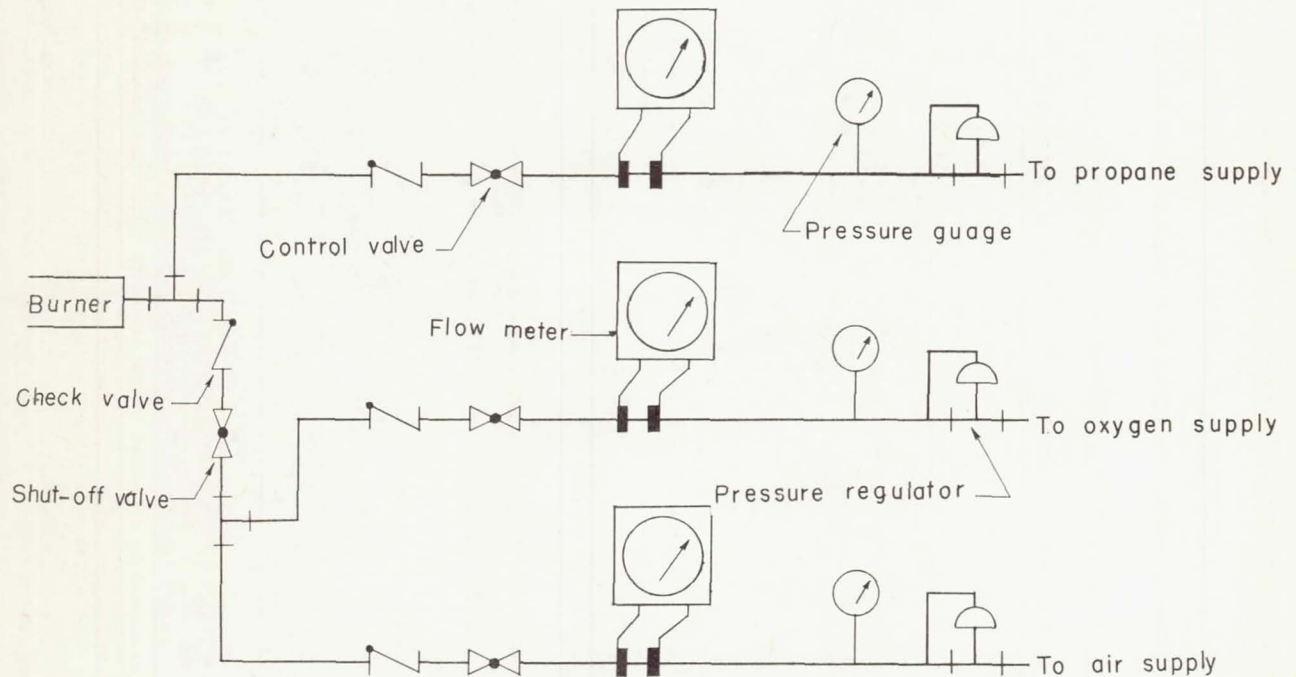 To propane supply
Control valve
Pressure guage
Burner
Flow meter
Check valve
To oxygen supply
Shut-off valve
Pressure regulator
To air supply